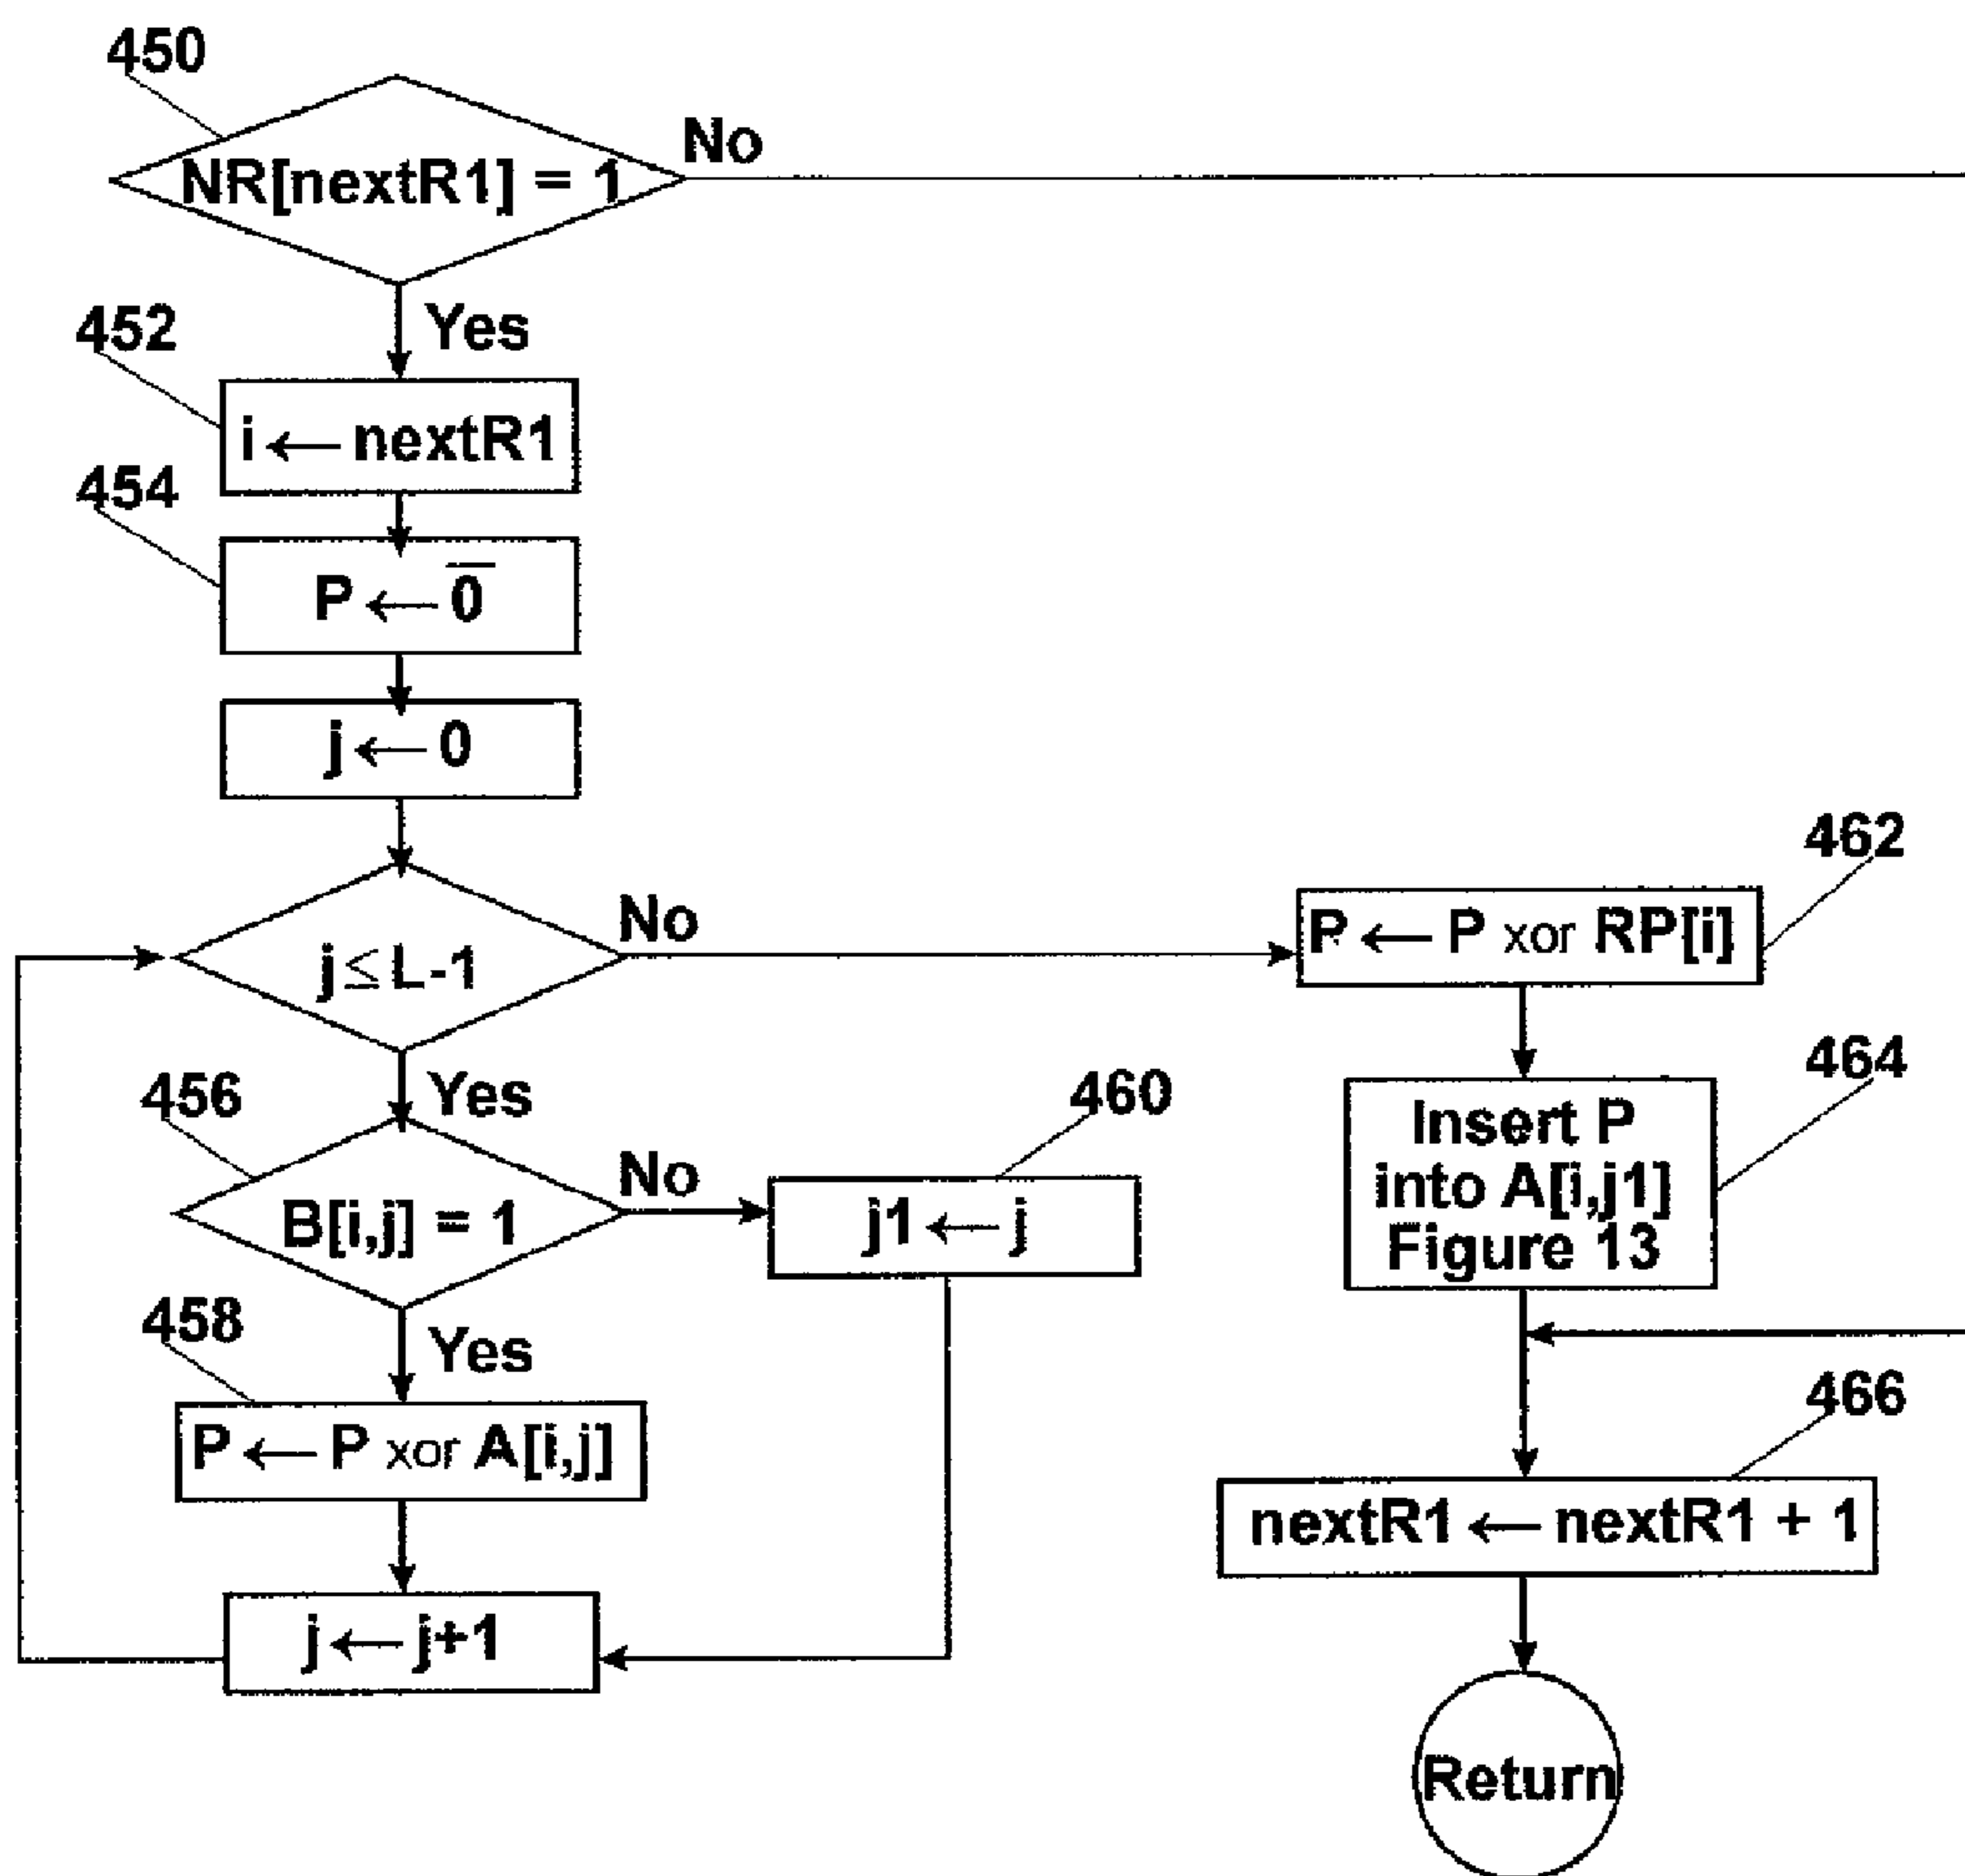 450
NR[nextR1] = 1
No
Yes
452
i ← nextR1
454
P ← 0̅
j ← 0
j ≤ L-1
No
Yes
456
B[i,j] = 1
No
460
j1 ← j
Yes
458
P ← P xor A[i,j]
j ← j+1
462
P ← P xor RP[i]
464
Insert P
into A[i,j1]
Figure 13
466
nextR1 ← nextR1 + 1
Return